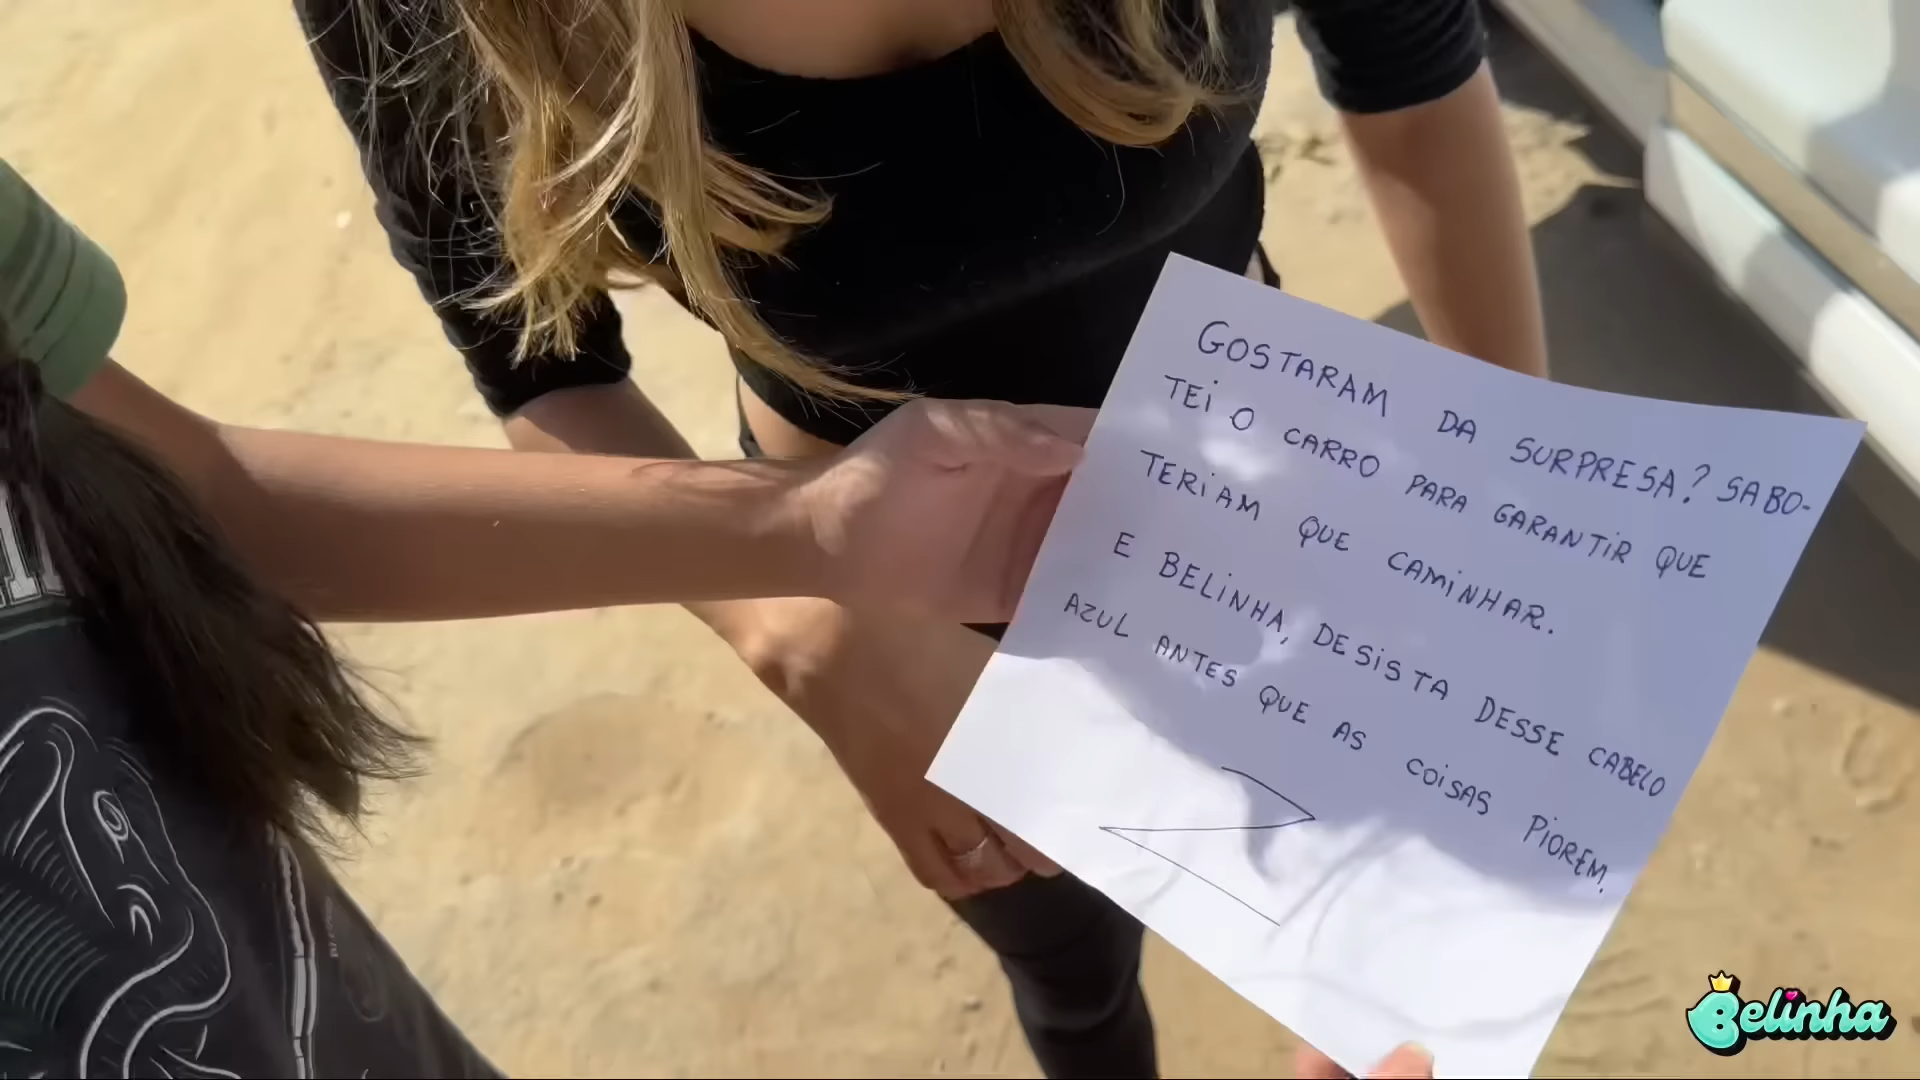 GOSTARAM DA SURPRESA? SABO-
TEI O CARRO PARA GARANTIR QUE
TERIAM QUE CAMINHAR.
E BELINHA, DESISTA DESSE CABELO
AZUL ANTES QUE AS COISAS PIOREM.
Belinha